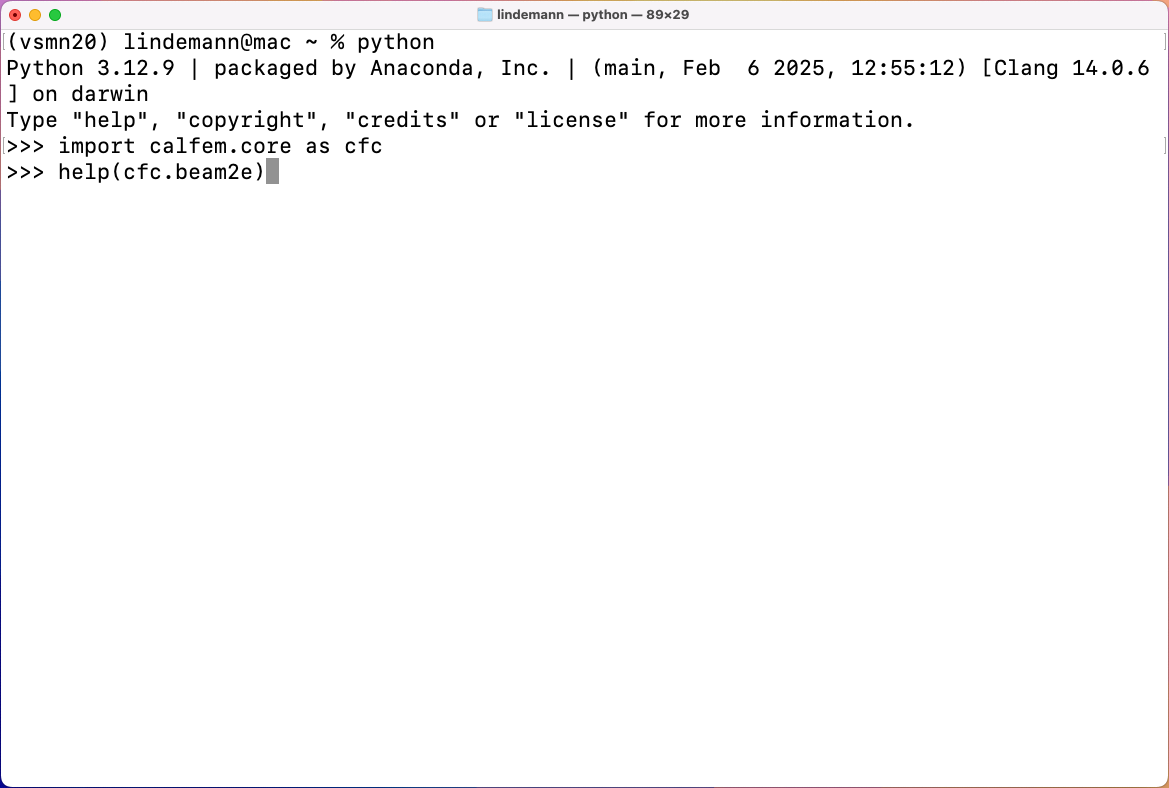 lindemann — python — 89×29
(vsmn20) lindemann@mac ~ % python
Python 3.12.9 | packaged by Anaconda, Inc. | (main, Feb  6 2025, 12:55:12) [Clang 14.0.6
] on darwin
Type "help", "copyright", "credits" or "license" for more information.
>>> import calfem.core as cfc
>>> help(cfc.beam2e)